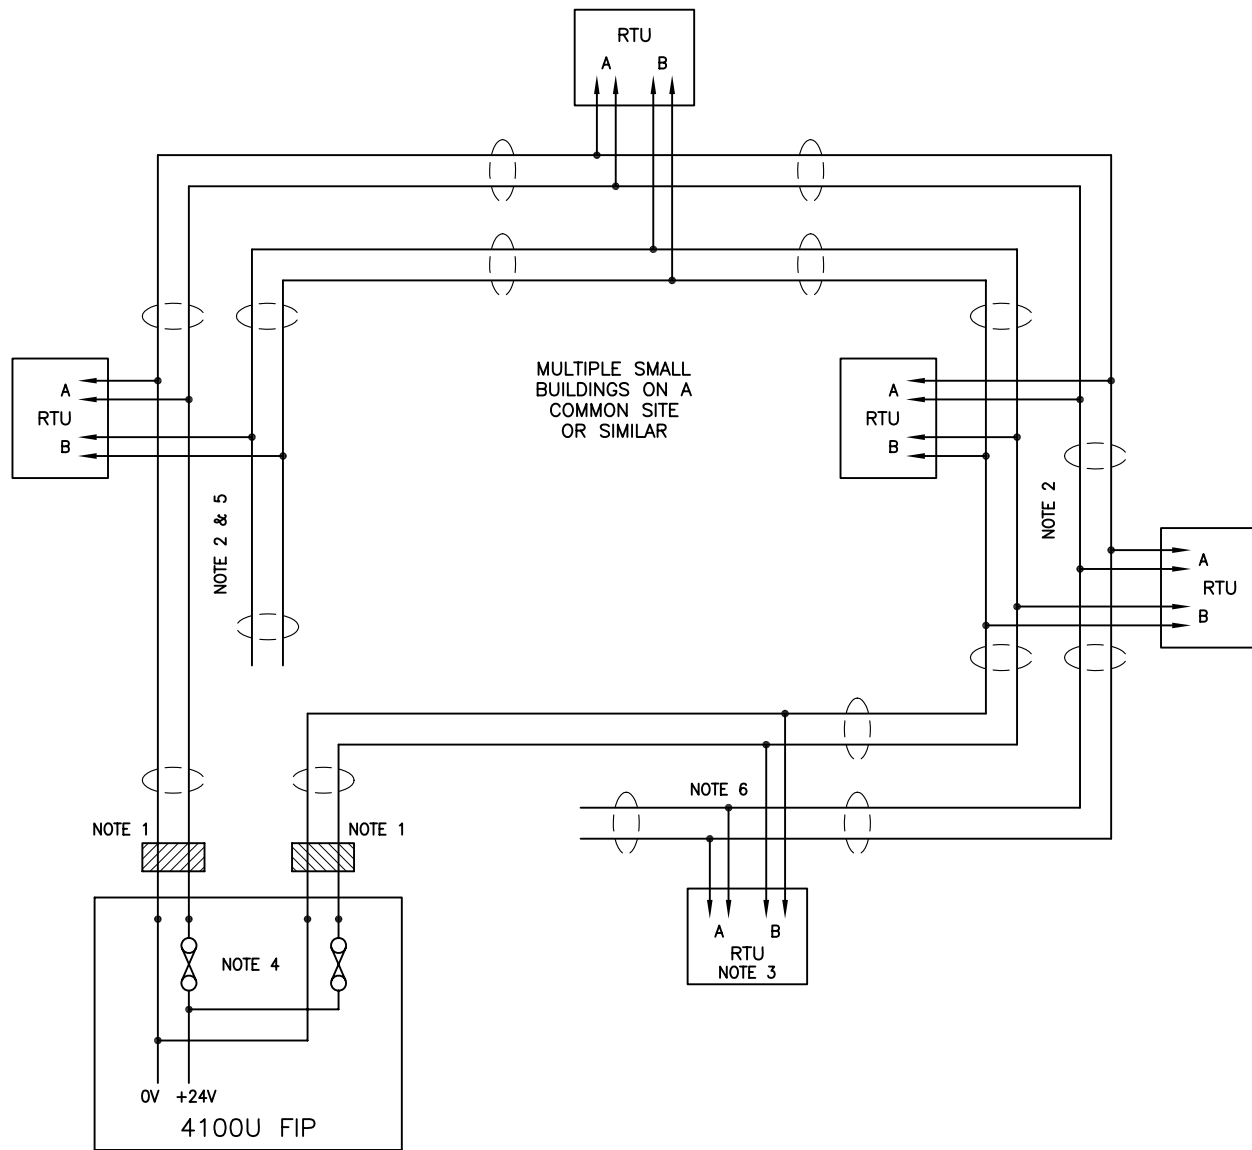 RTU
A B
MULTIPLE SMALL
BUILDINGS ON A
COMMON SITE
OR SIMILAR
A
RTU
B
A
RTU
B
NOTE 2 & 5
NOTE 2
A
RTU
B
NOTE 6
NOTE 1
NOTE 1
A B
RTU
NOTE 3
NOTE 4
0V +24V
4100U FIP